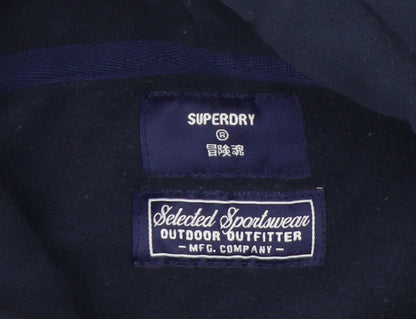 SUPERDRY
®
冒険魂
Selected Sportswear
OUTDOOR OUTFITTER
– MFG. COMPANY –